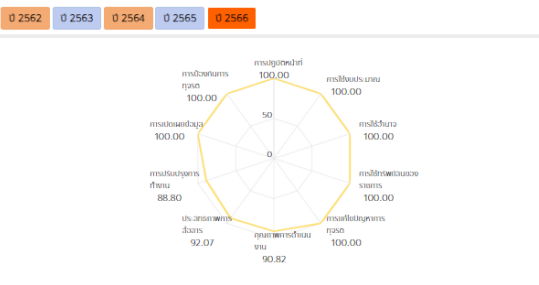 ปี 2562 ปี 2563 ปี 2564 ปี 2565 ปี 2566
การปฏิบัติหน้าที่
100.00
การใช้งบประมาณ
100.00
การใช้อำนาจ
100.00
การใช้ทรัพย์สินของ
ราชการ
100.00
การแก้ไขปัญหาการ
ทุจริต
100.00
คุณภาพการดำเนิน
งาน
90.82
ประสิทธิภาพการ
สื่อสาร
92.07
การปรับปรุงการ
ทำงาน
88.80
การเปิดเผยข้อมูล
100.00
การป้องกันการ
ทุจริต
100.00
50
0